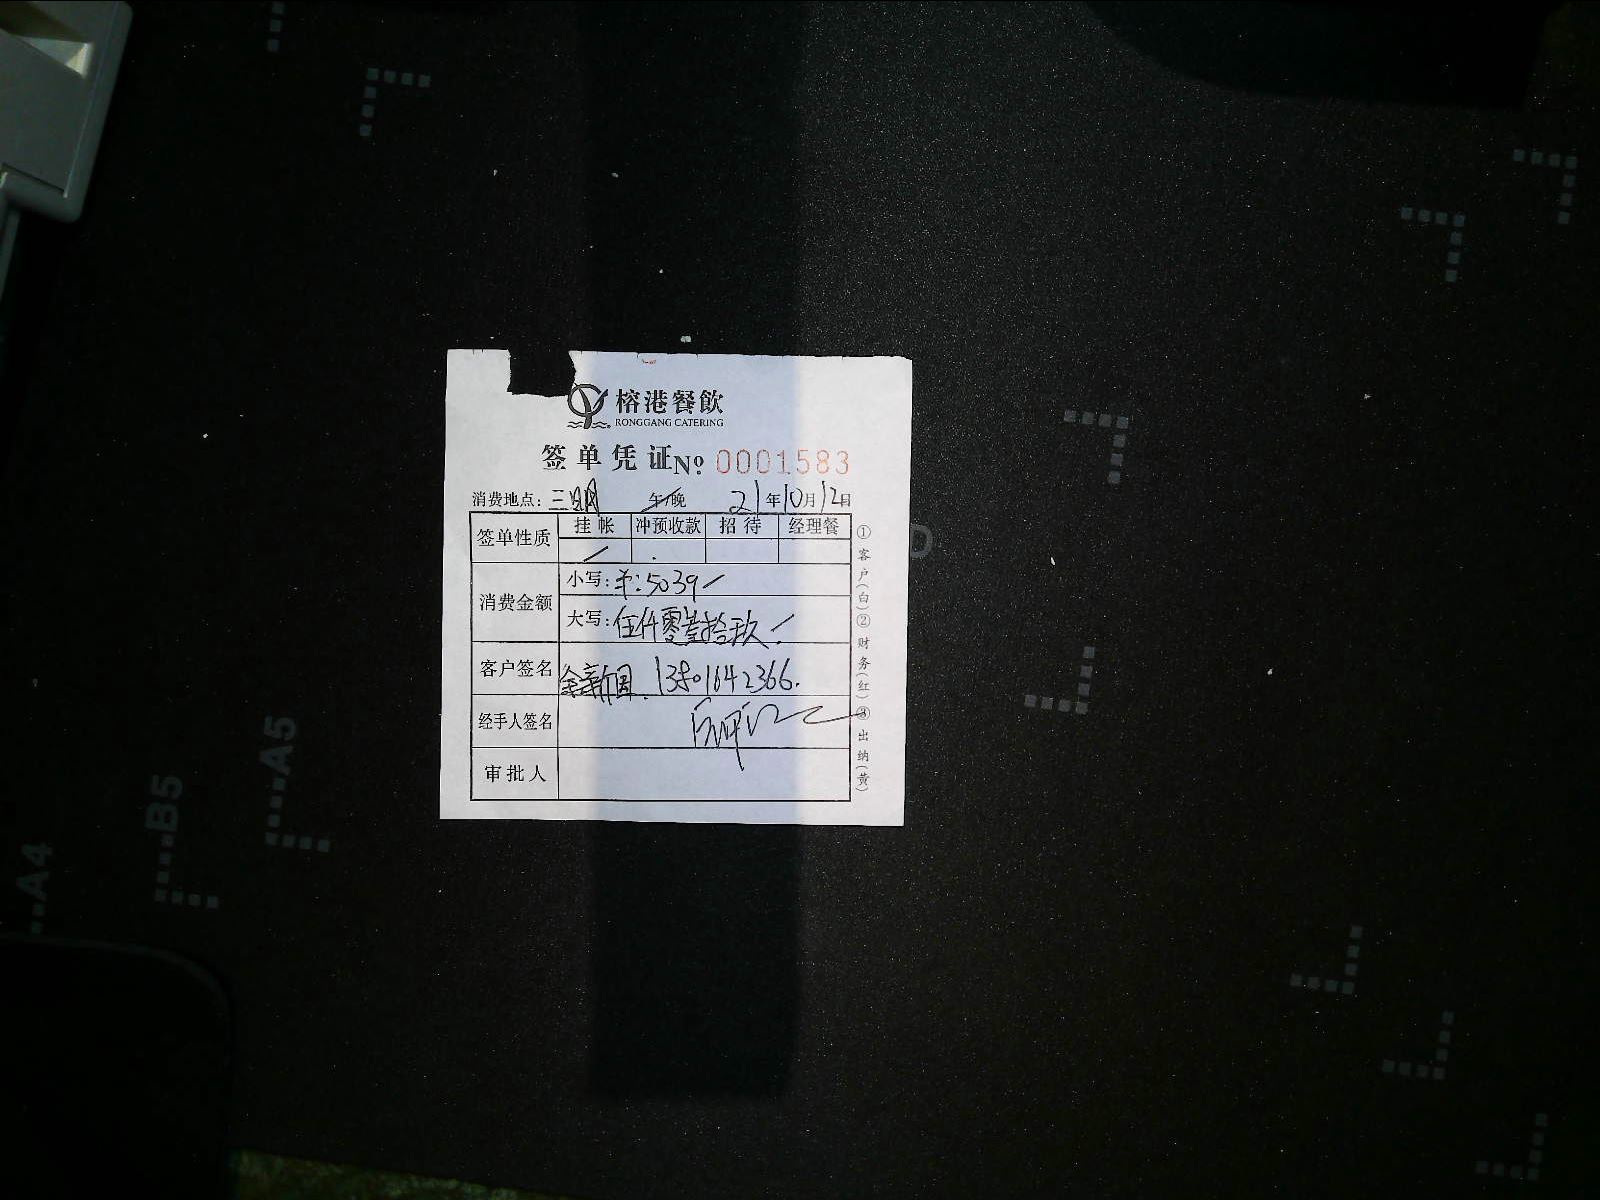 榕港餐飲
RONGGANG CATERING
签单凭证 Nº 0001583
消费地点: 三明 午/晚 21年10月12日
签单性质 挂帐 冲预收款 招待 经理餐
消费金额 小写: 5039
大写: 伍仟零叁拾玖
客户签名 13801642366.
经手人签名
审批人
①客户(白)②财务(红)③出纳(黄)
D
A5
B5
A4